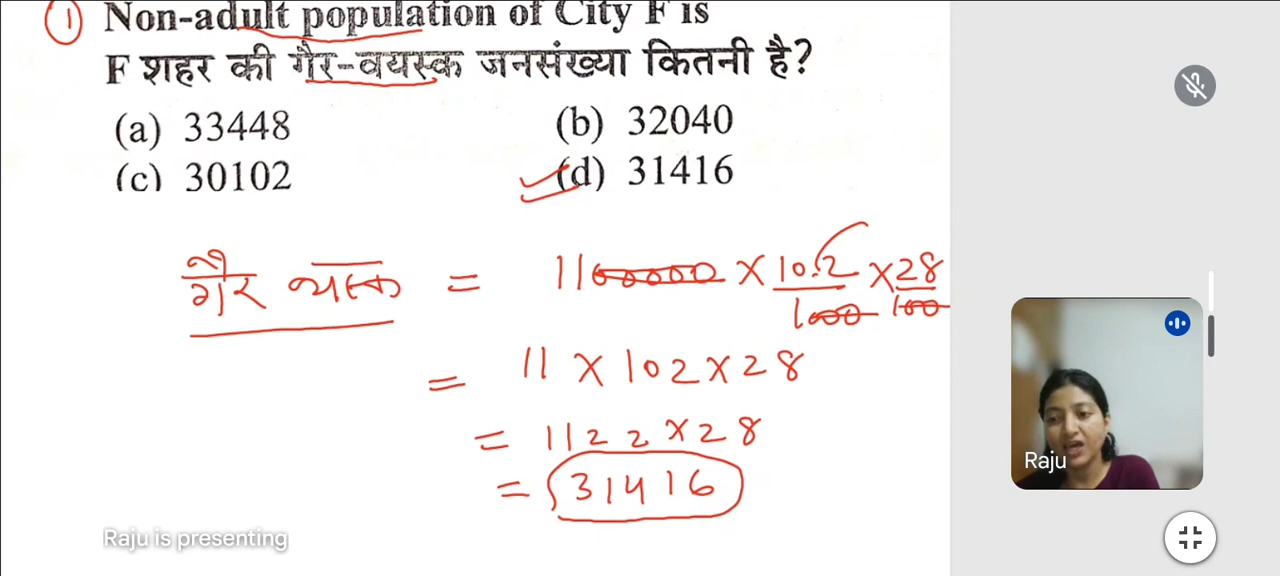 ① Non-adult population of City F is
F शहर की गैर-वयस्क जनसंख्या कितनी है?
(a) 33448 (b) 32040
(c) 30102 (d) 31416
गैर व्यस्क = 1100000 × 10.2/1000 × 28/100
= 11 × 102 × 28
= 1122 × 28
= 31416
Raju
Raju is presenting